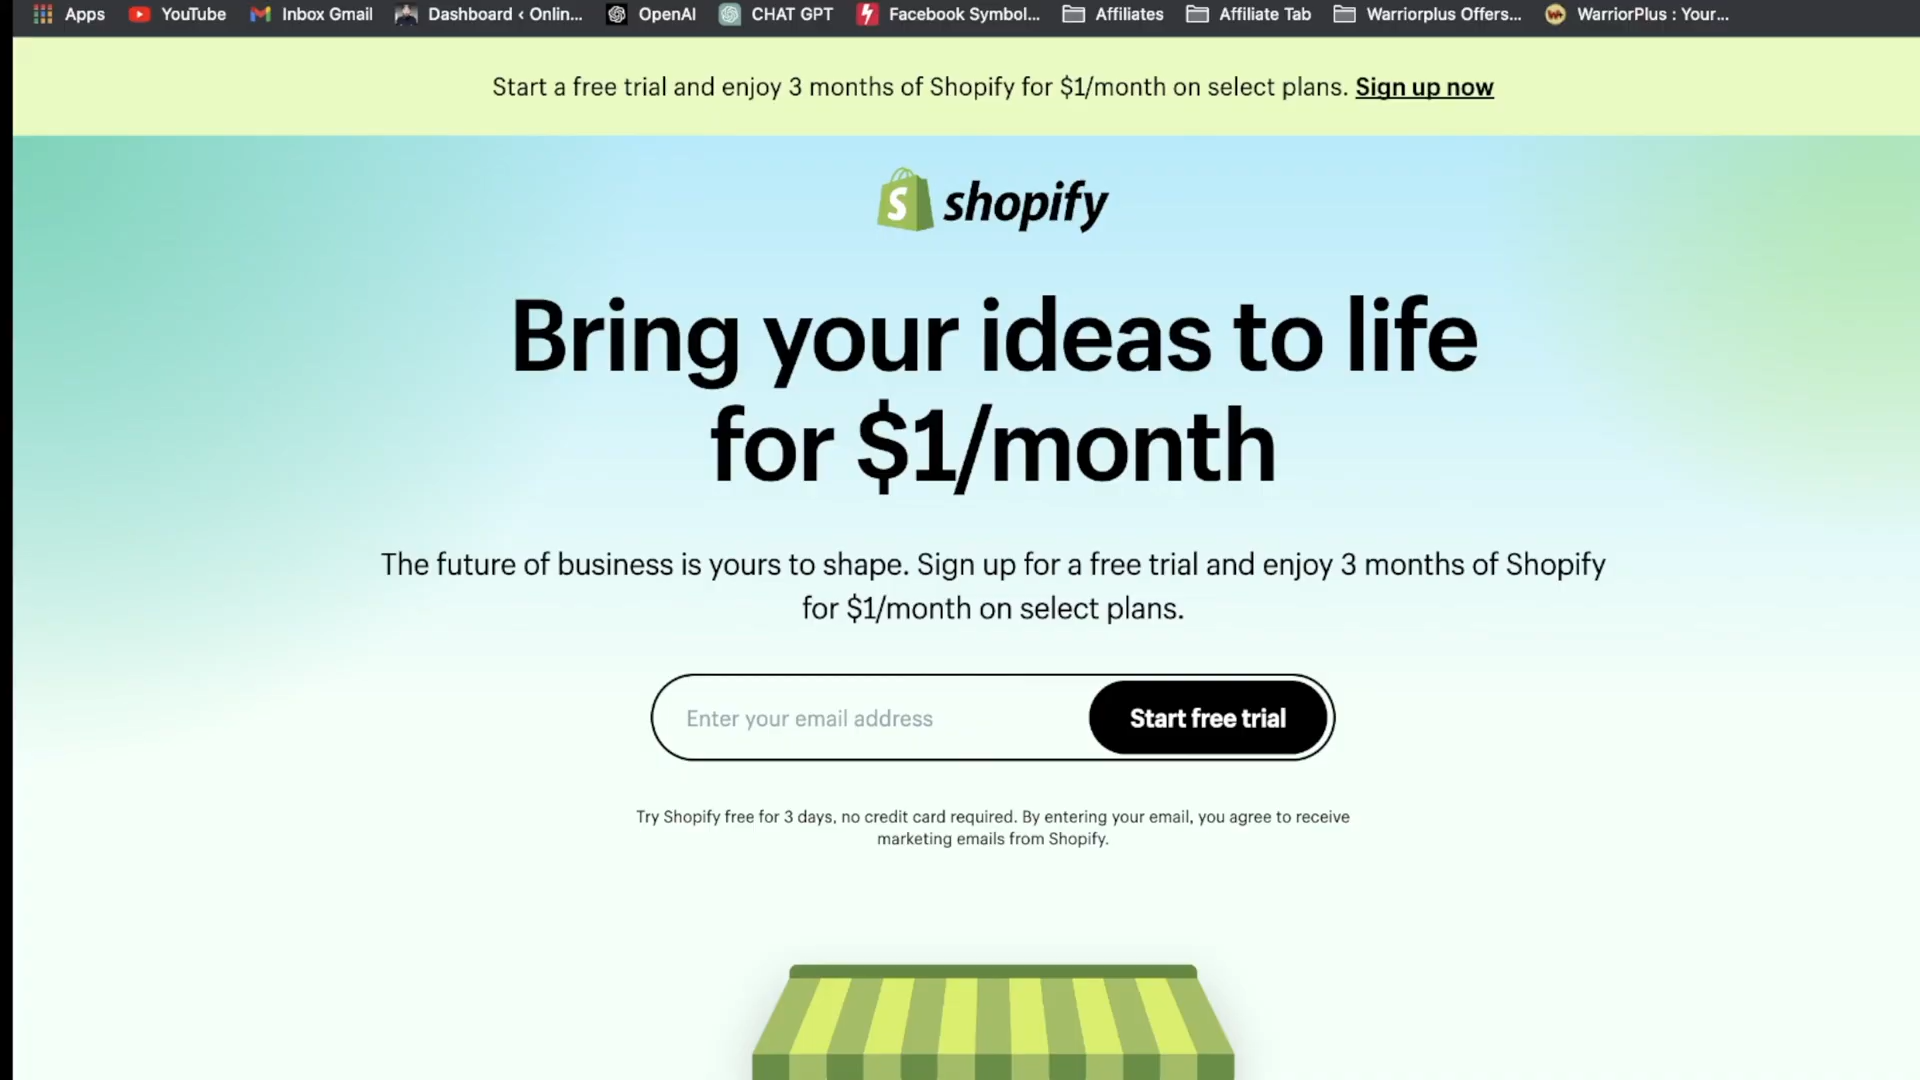 Apps YouTube Inbox Gmail Dashboard ‹ Onlin... OpenAI CHAT GPT Facebook Symbol... Affiliates Affiliate Tab Warriorplus Offers... WarriorPlus : Your...
Start a free trial and enjoy 3 months of Shopify for $1/month on select plans. Sign up now
shopify
Bring your ideas to life
for $1/month
The future of business is yours to shape. Sign up for a free trial and enjoy 3 months of Shopify
for $1/month on select plans.
Enter your email address Start free trial
Try Shopify free for 3 days, no credit card required. By entering your email, you agree to receive
marketing emails from Shopify.